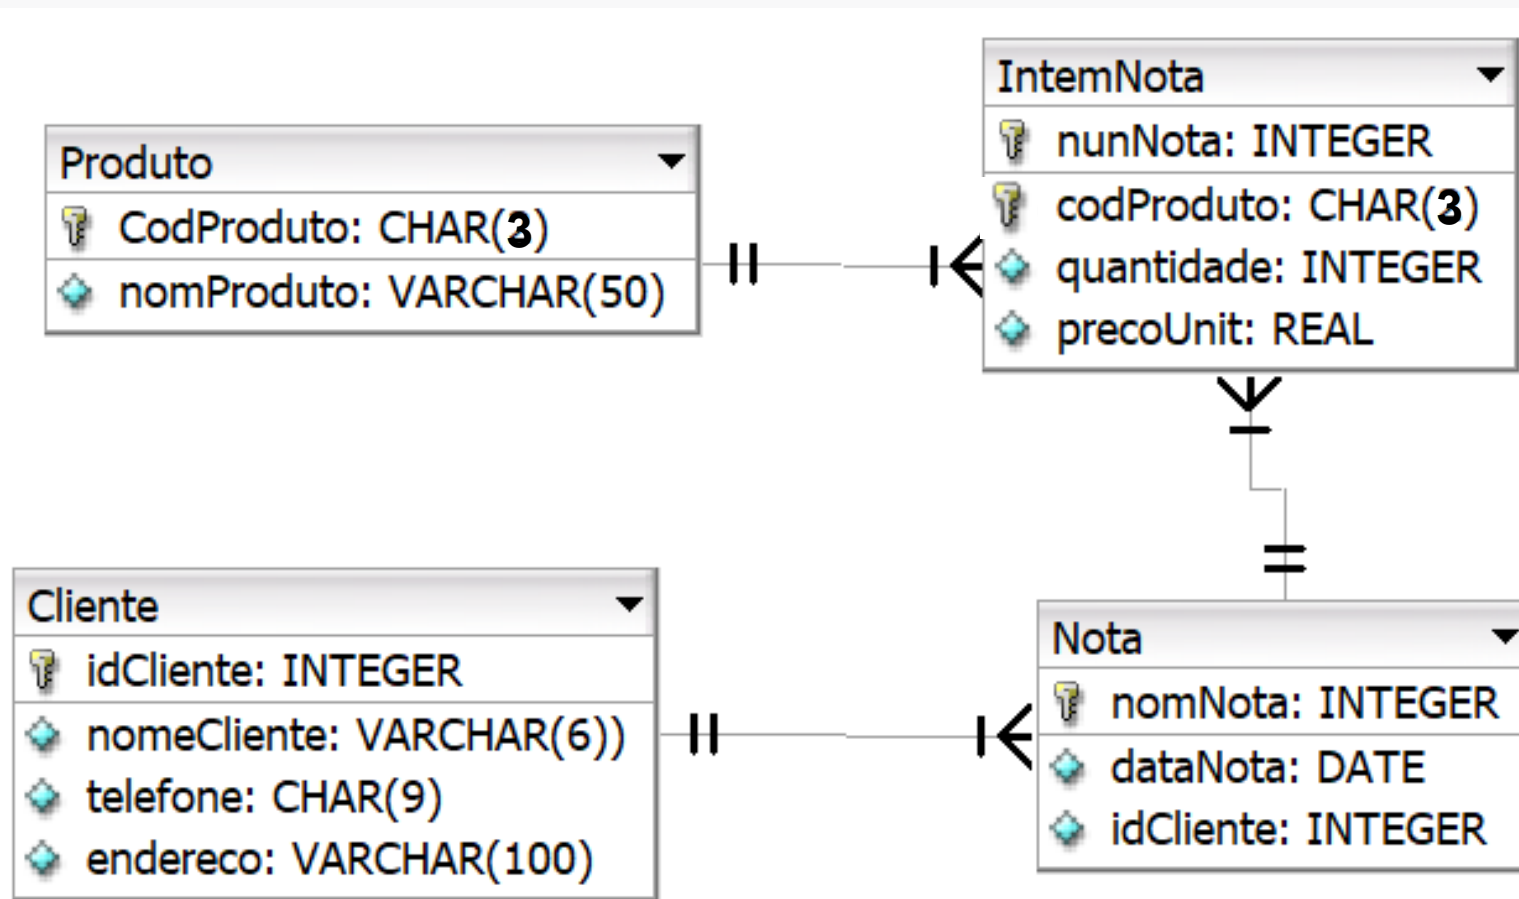 Produto
CodProduto: CHAR(3)
nomProduto: VARCHAR(50)
IntemNota
nunNota: INTEGER
codProduto: CHAR(3)
quantidade: INTEGER
precoUnit: REAL
Cliente
idCliente: INTEGER
nomeCliente: VARCHAR(6))
telefone: CHAR(9)
endereco: VARCHAR(100)
Nota
nomNota: INTEGER
dataNota: DATE
idCliente: INTEGER